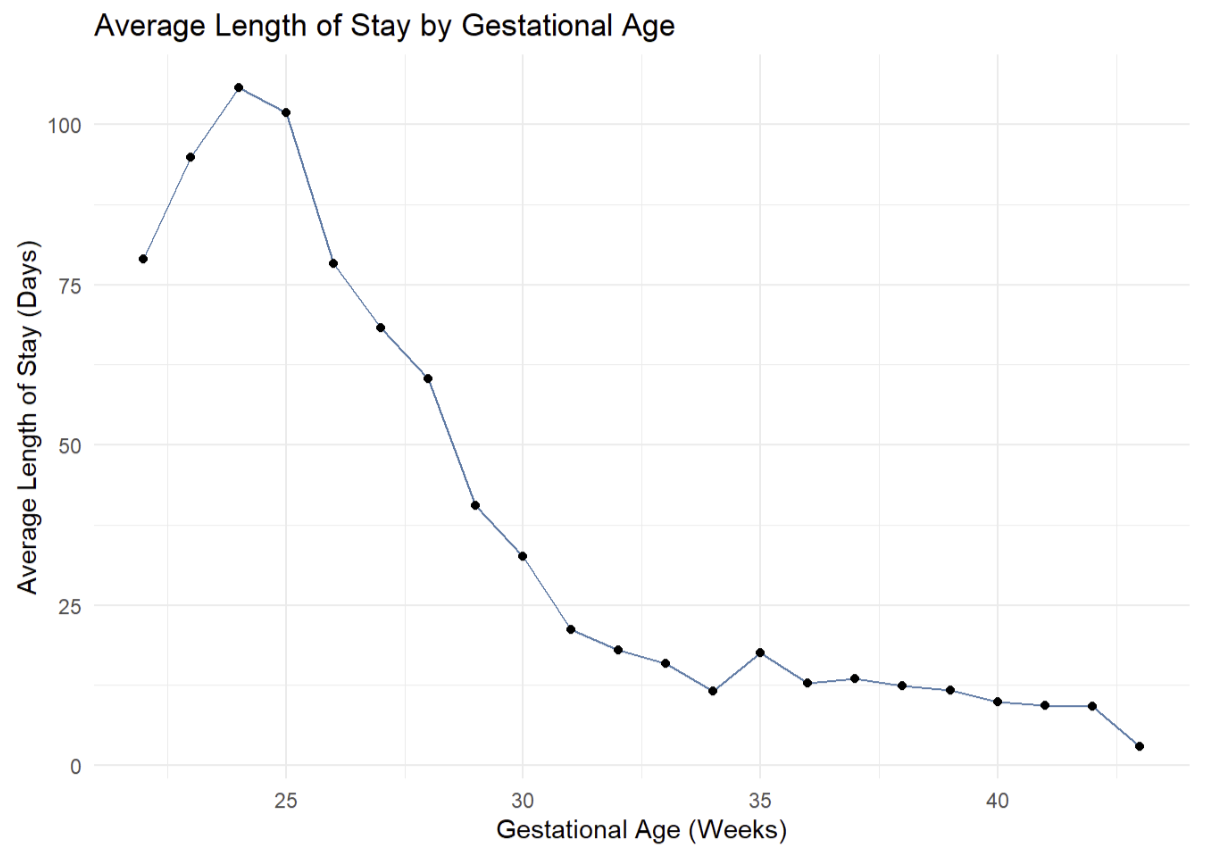 Average Length of Stay by Gestational Age
Average Length of Stay (Days)
100
75
50
25
0
25 30 35 40
Gestational Age (Weeks)